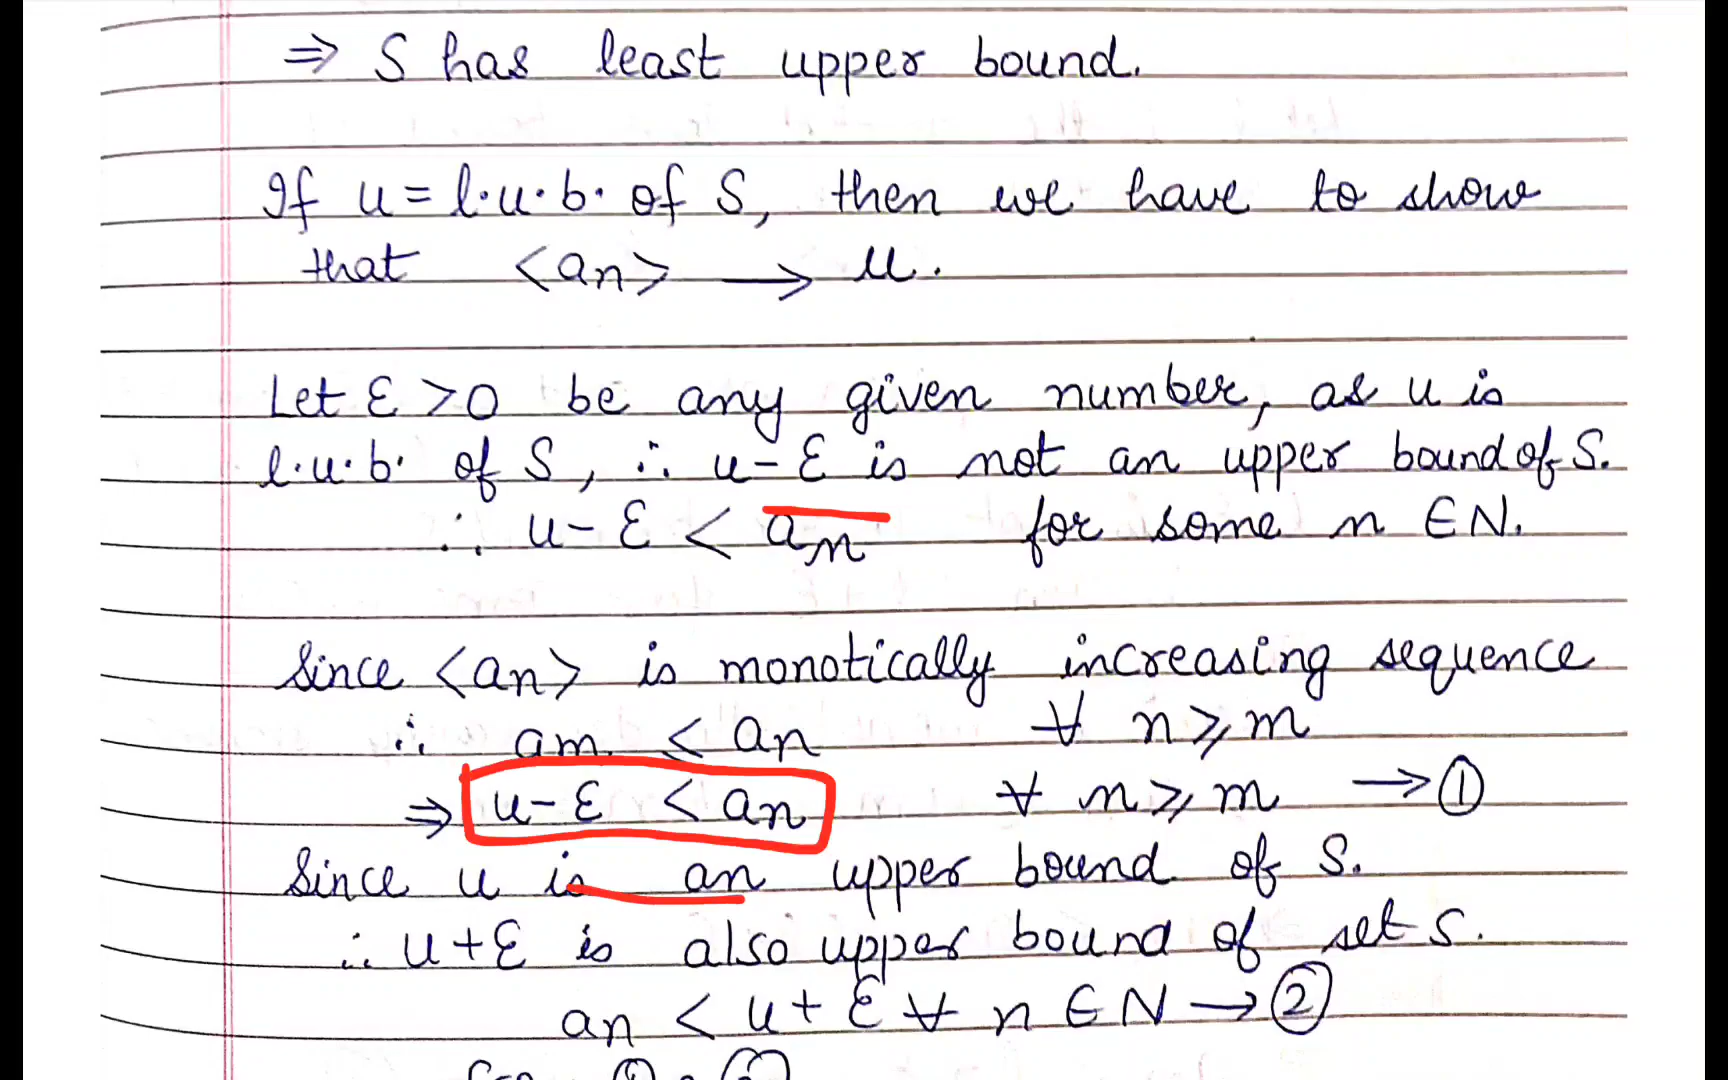 ⇒ S has least upper bound.
If u = l.u.b. of S, then we have to show
that <an> → u.
Let ε > 0 be any given number, as u is
l.u.b. of S, ∴ u - ε is not an upper bound of S.
∴ u - ε < an for some n ∈ N.
Since <an> is monotically increasing sequence
∴ am < an ∀ n ≥ m
⇒ u - ε < an ∀ n ≥ m → ①
Since u is an upper bound of S.
∴ u + ε is also upper bound of set S.
an < u + ε ∀ n ∈ N → ②